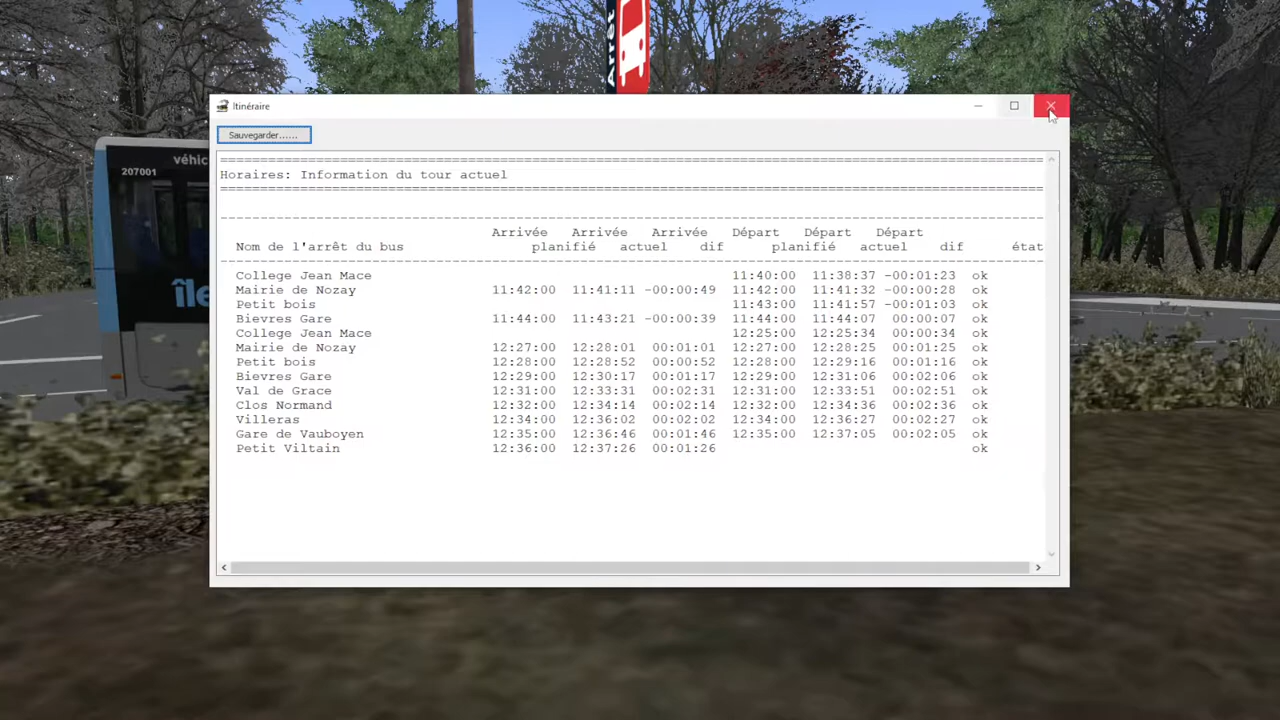 Arrêt
Itinéraire
Sauvegarder......
véhic
207001
île
================================================================================
Horaires: Information du tour actuel
================================================================================
--------------------------------------------------------------------------------
Arrivée Arrivée Arrivée Départ Départ Départ
Nom de l'arrêt du bus planifié actuel dif planifié actuel dif état
--------------------------------------------------------------------------------
College Jean Mace 11:40:00 11:38:37 -00:01:23 ok
Mairie de Nozay 11:42:00 11:41:11 -00:00:49 11:42:00 11:41:32 -00:00:28 ok
Petit bois 11:43:00 11:41:57 -00:01:03 ok
Bievres Gare 11:44:00 11:43:21 -00:00:39 11:44:00 11:44:07 00:00:07 ok
College Jean Mace 12:25:00 12:25:34 00:00:34 ok
Mairie de Nozay 12:27:00 12:28:01 00:01:01 12:27:00 12:28:25 00:01:25 ok
Petit bois 12:28:00 12:28:52 00:00:52 12:28:00 12:29:16 00:01:16 ok
Bievres Gare 12:29:00 12:30:17 00:01:17 12:29:00 12:31:06 00:02:06 ok
Val de Grace 12:31:00 12:33:31 00:02:31 12:31:00 12:33:51 00:02:51 ok
Clos Normand 12:32:00 12:34:14 00:02:14 12:32:00 12:34:36 00:02:36 ok
Villeras 12:34:00 12:36:02 00:02:02 12:34:00 12:36:27 00:02:27 ok
Gare de Vauboyen 12:35:00 12:36:46 00:01:46 12:35:00 12:37:05 00:02:05 ok
Petit Viltain 12:36:00 12:37:26 00:01:26 ok